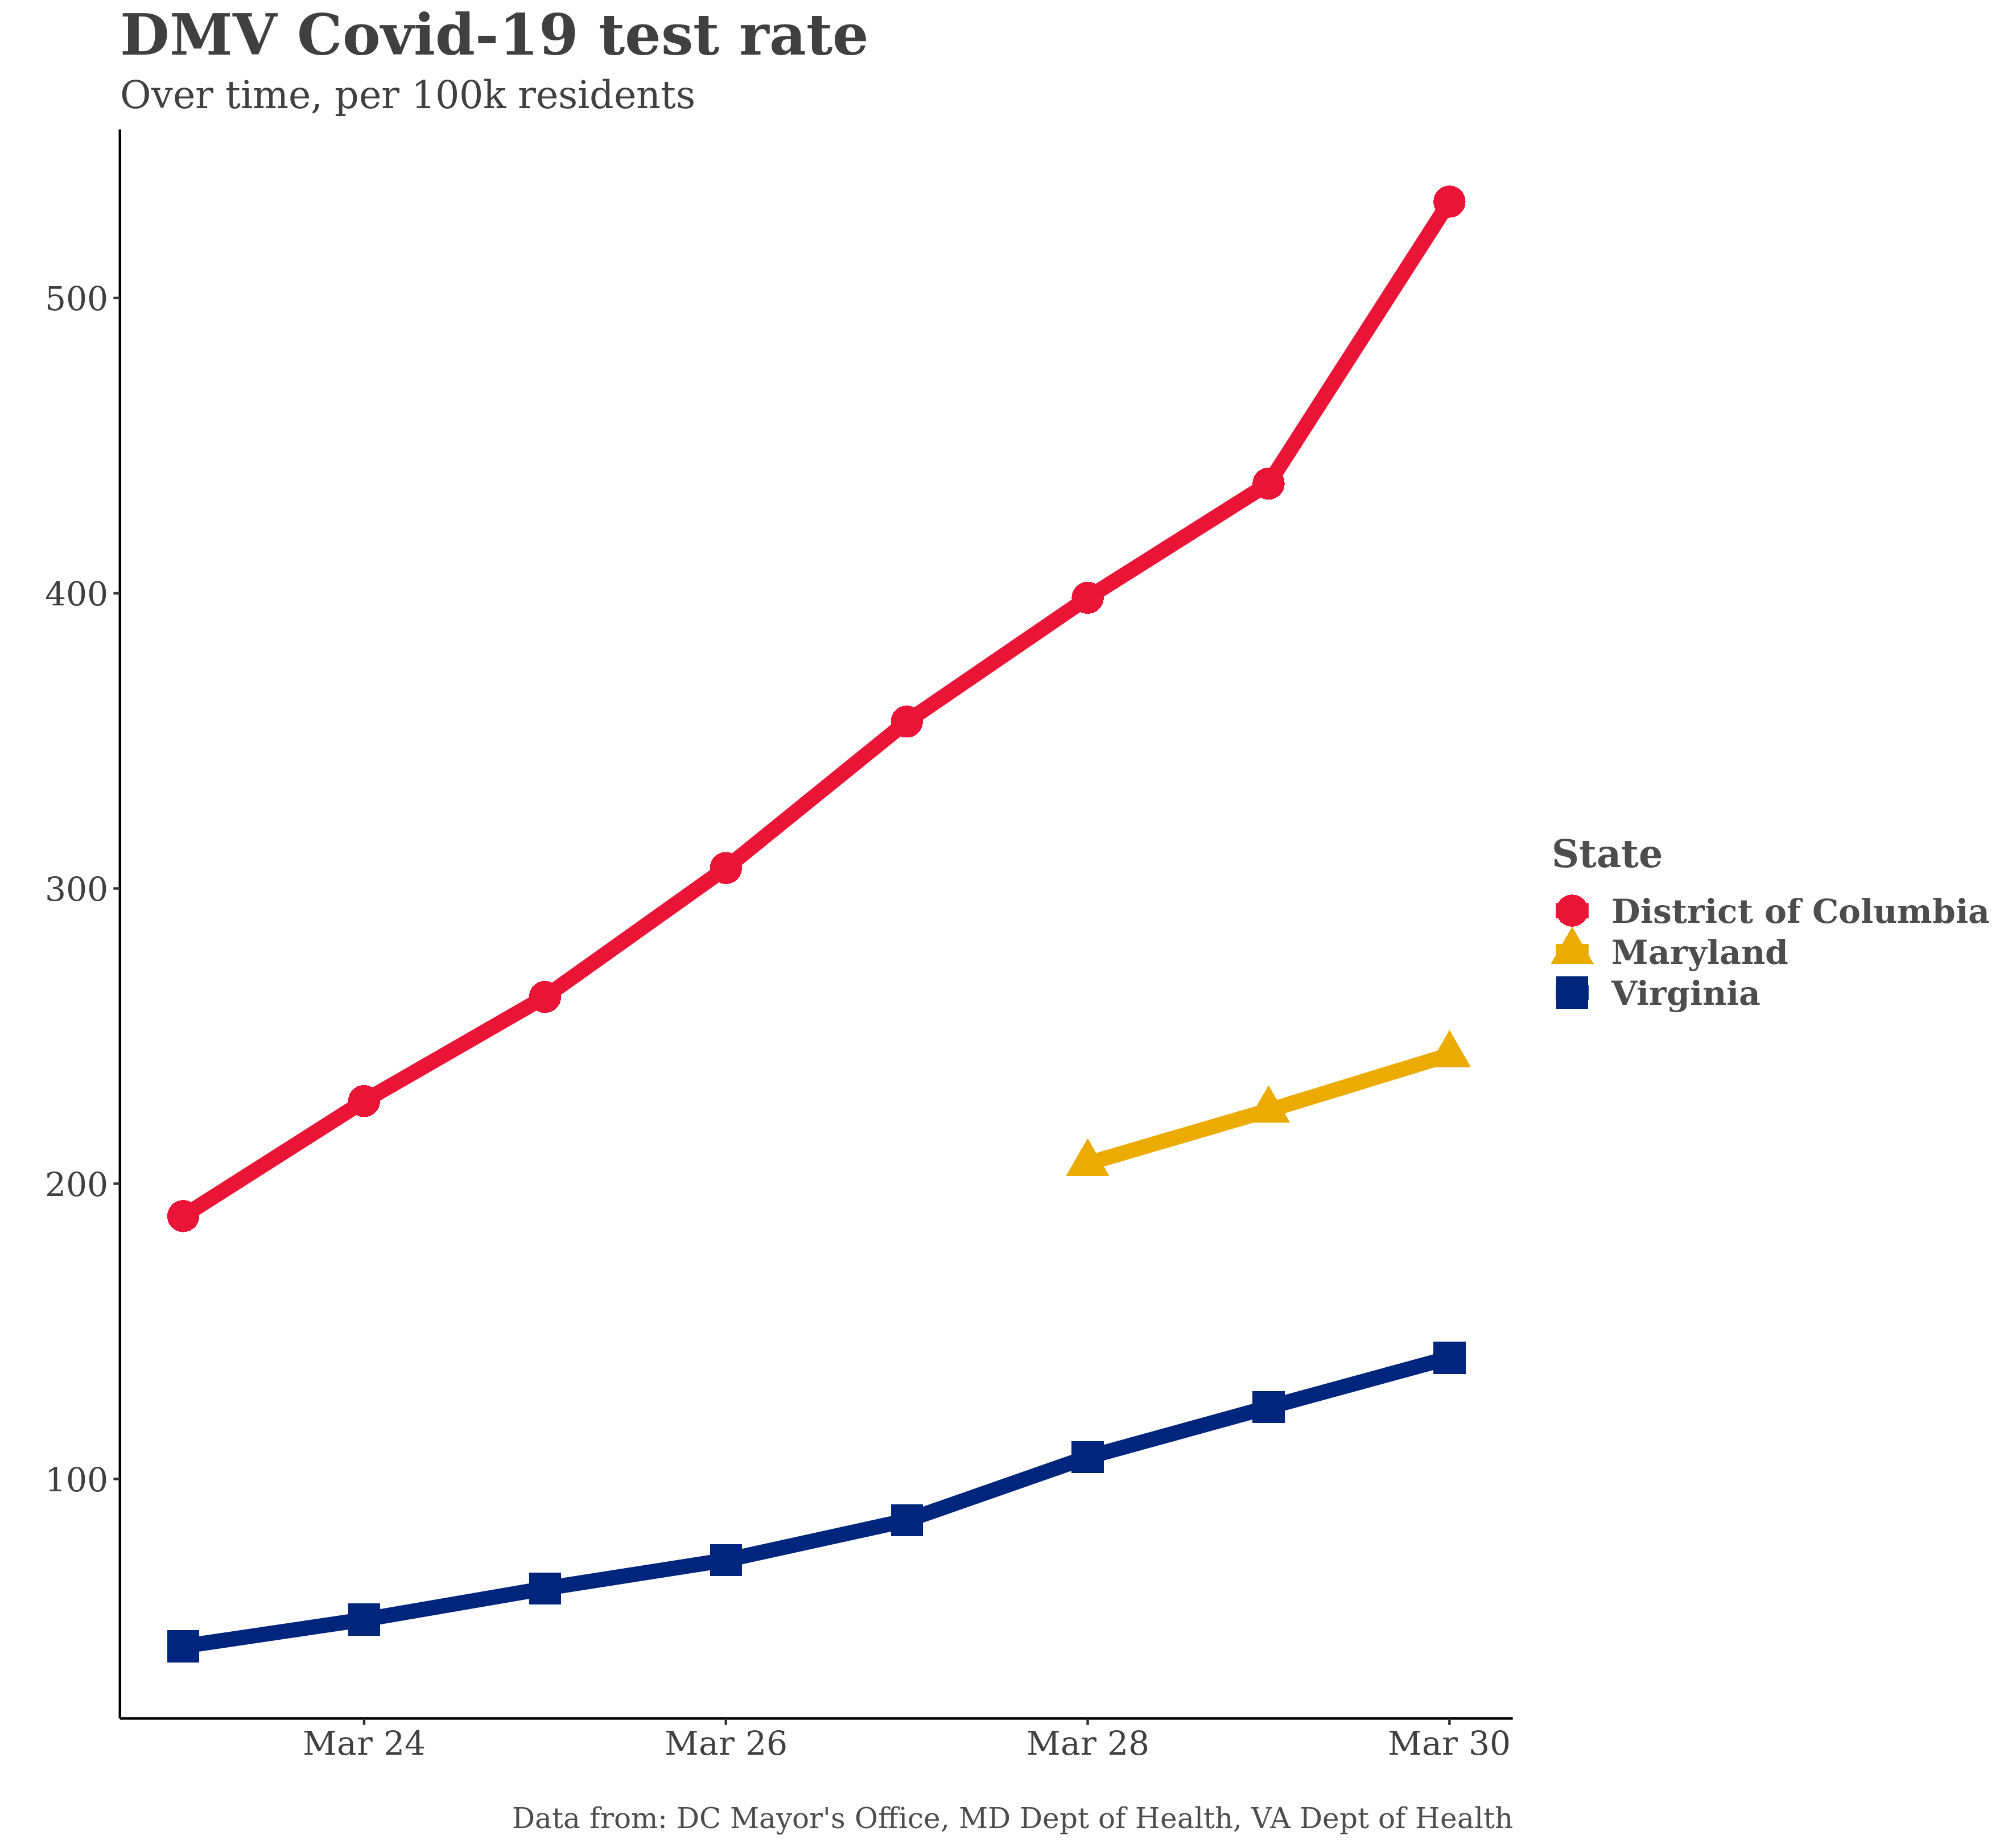 DMV Covid-19 test rate
Over time, per 100k residents
500
400
300
200
100
Mar 24 Mar 26 Mar 28 Mar 30
State
District of Columbia
Maryland
Virginia
Data from: DC Mayor's Office, MD Dept of Health, VA Dept of Health